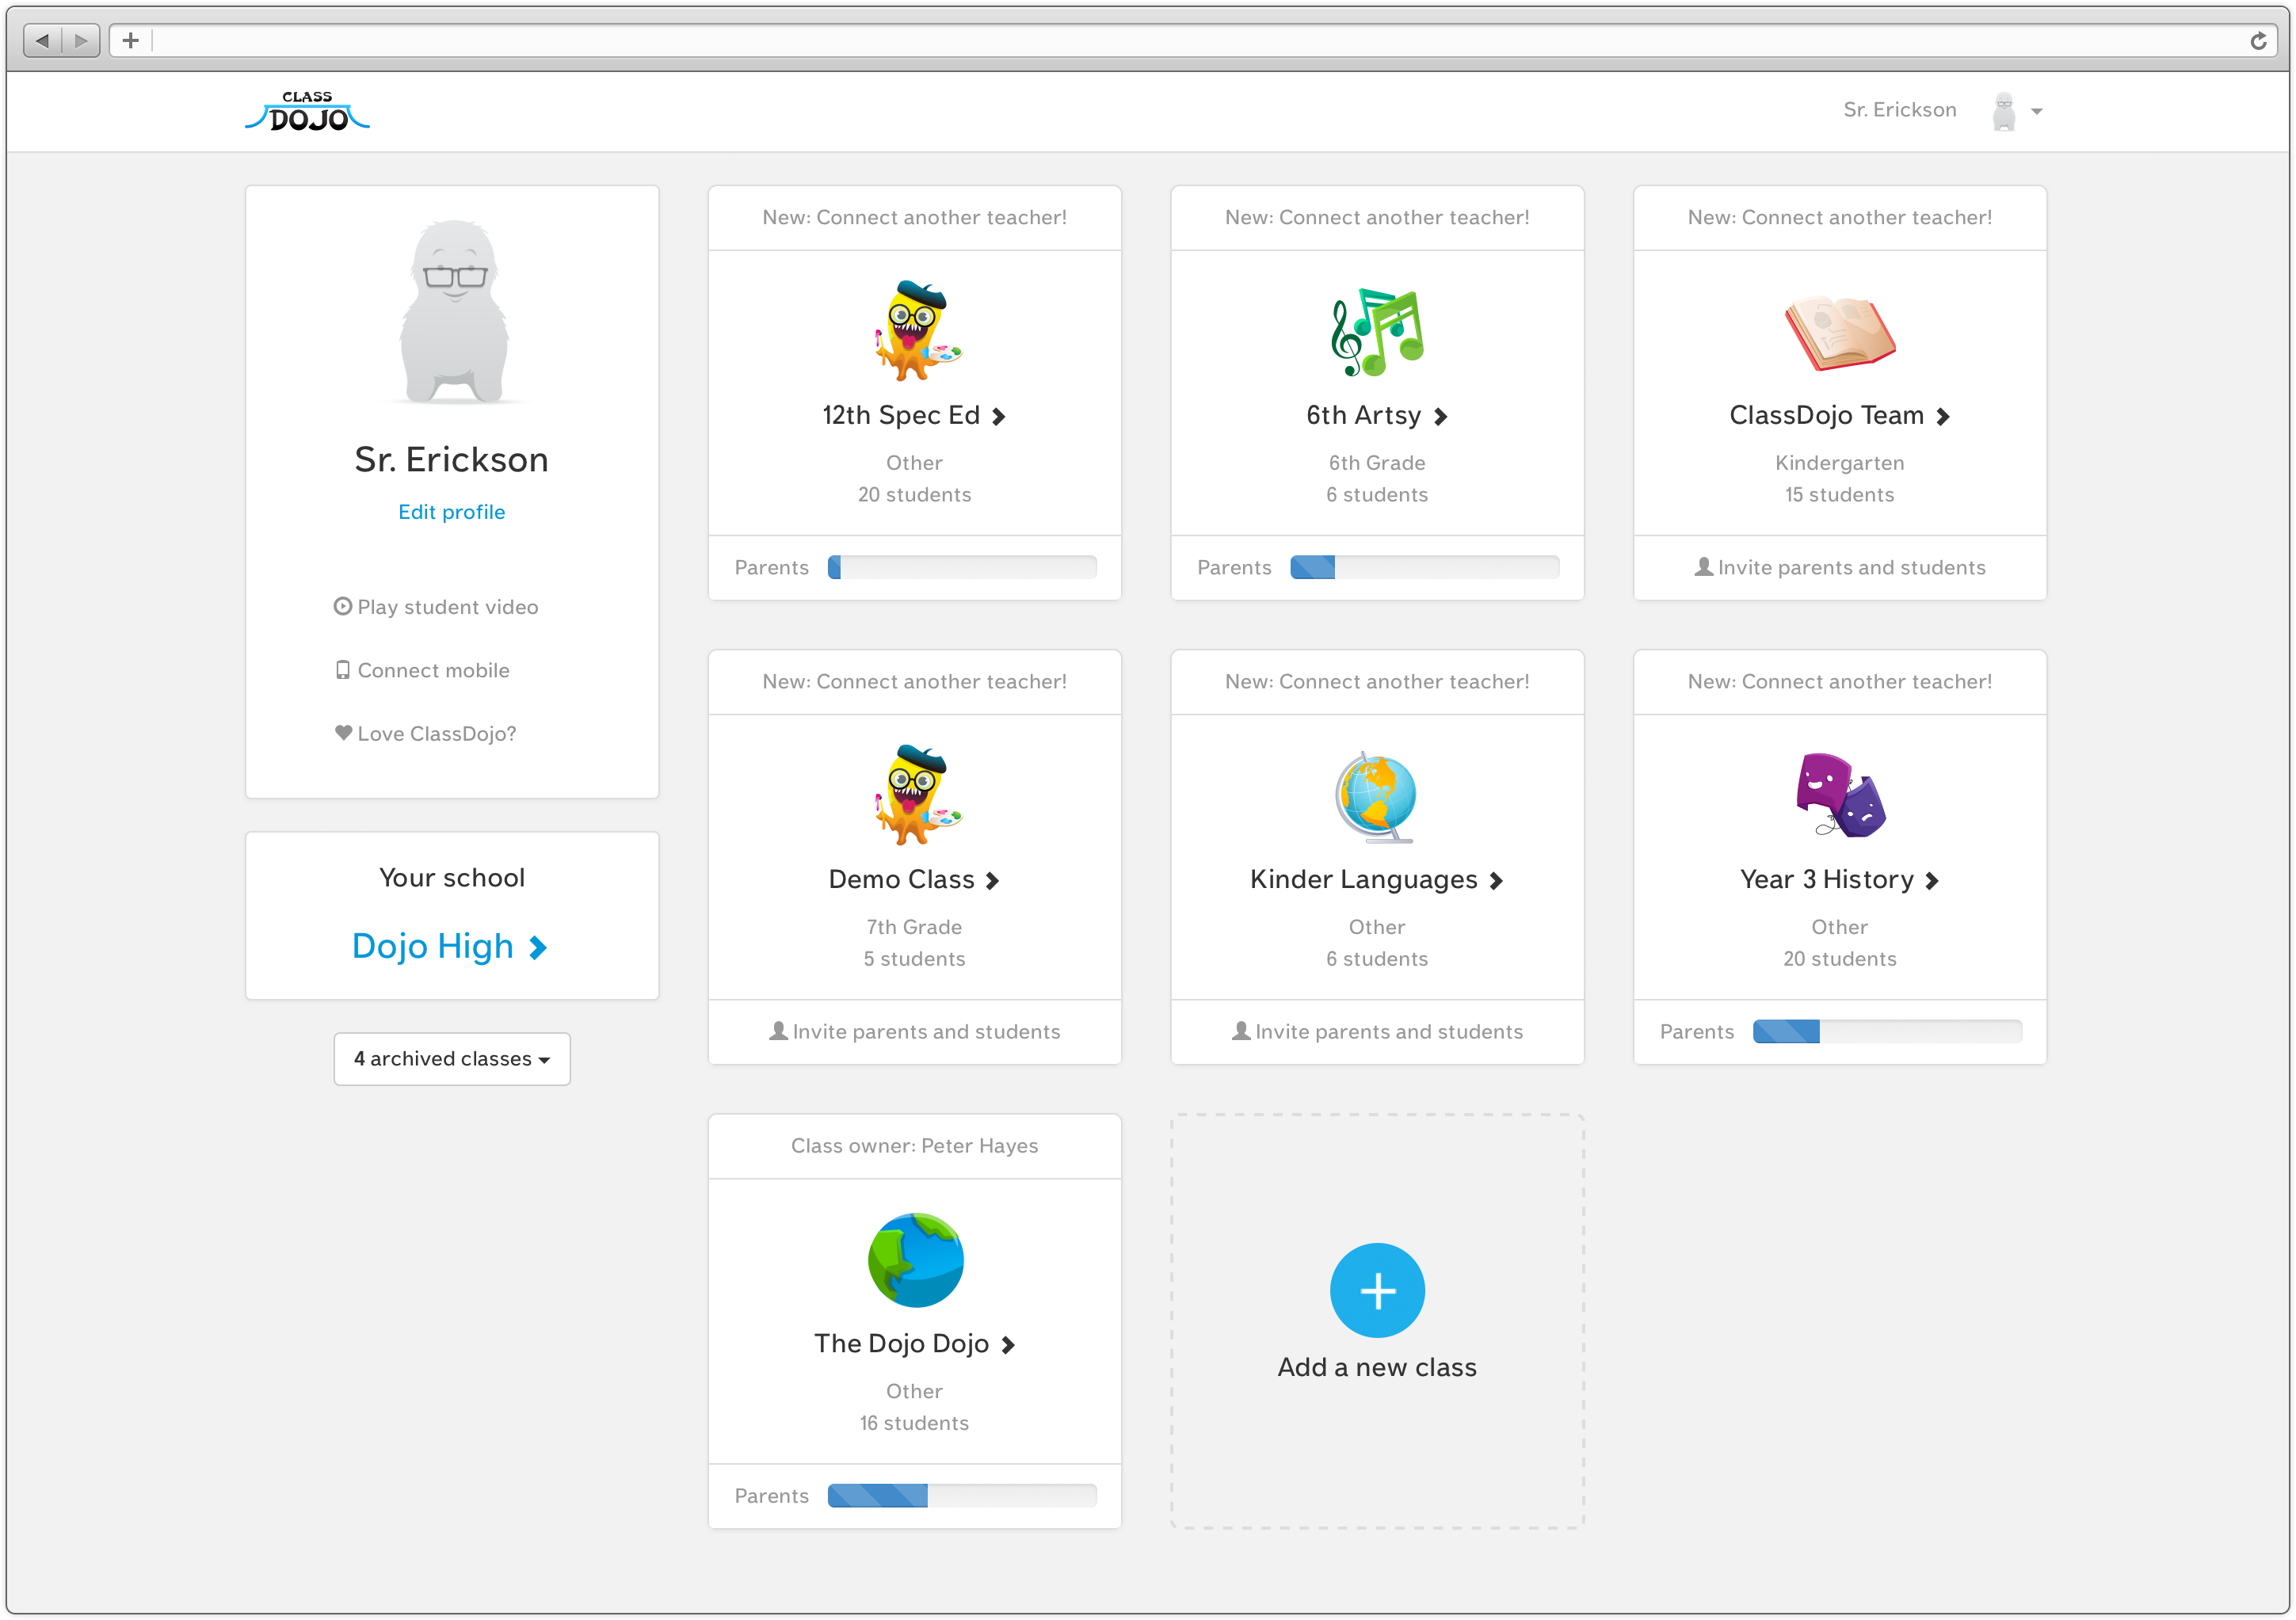 CLASS
DOJO
Sr. Erickson
Sr. Erickson
Edit profile
Play student video
Connect mobile
Love ClassDojo?
Your school
Dojo High
4 archived classes
New: Connect another teacher!
12th Spec Ed
Other
20 students
Parents
New: Connect another teacher!
6th Artsy
6th Grade
6 students
Parents
New: Connect another teacher!
ClassDojo Team
Kindergarten
15 students
Invite parents and students
New: Connect another teacher!
Demo Class
7th Grade
5 students
Invite parents and students
New: Connect another teacher!
Kinder Languages
Other
6 students
Invite parents and students
New: Connect another teacher!
Year 3 History
Other
20 students
Parents
Class owner: Peter Hayes
The Dojo Dojo
Other
16 students
Parents
Add a new class